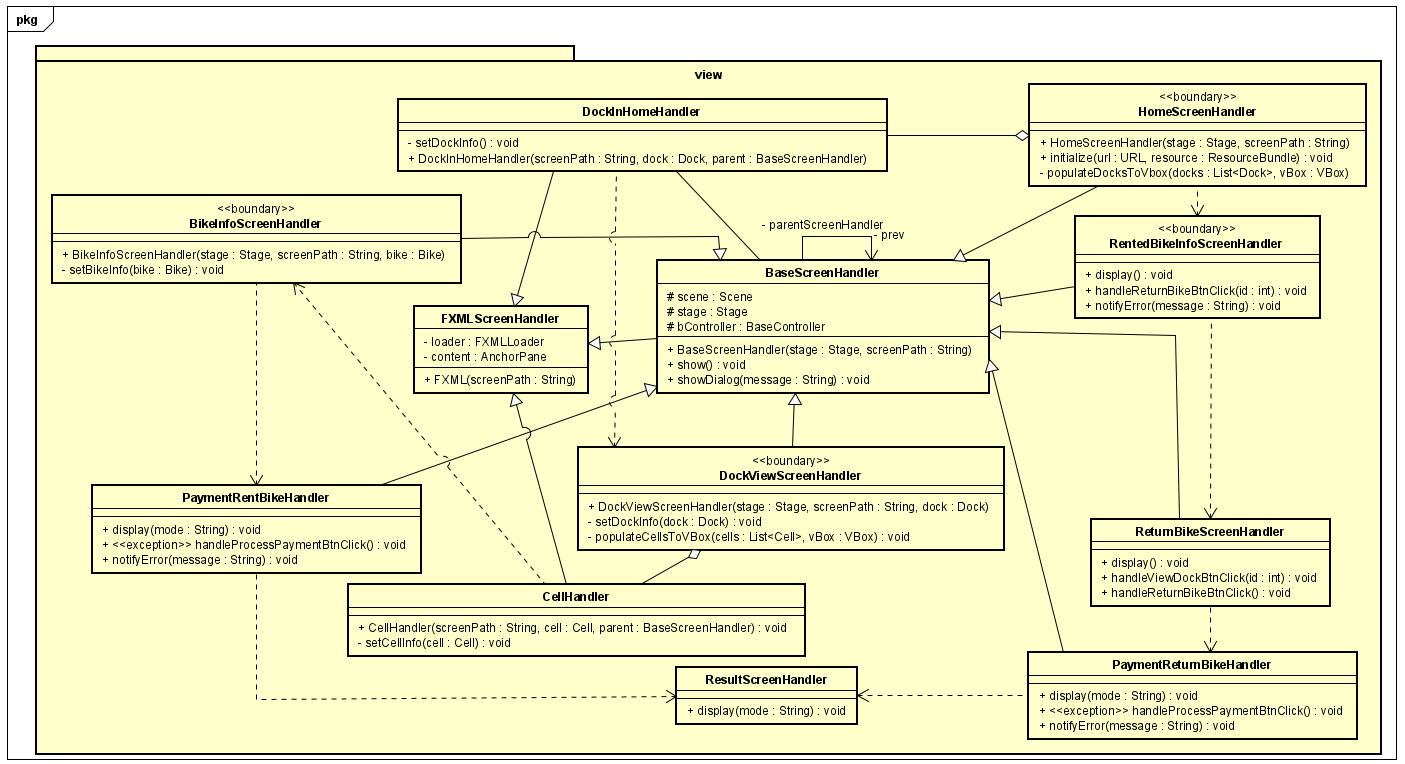 pkg
view
DockInHomeHandler
- setDockInfo() : void
+ DockInHomeHandler(screenPath : String, dock : Dock, parent : BaseScreenHandler)
<<boundary>>
HomeScreenHandler
+ HomeScreenHandler(stage : Stage, screenPath : String)
+ initialize(url : URL, resource : ResourceBundle) : void
- populateDocksToVbox(docks : List<Dock>, vBox : VBox)
<<boundary>>
BikeInfoScreenHandler
+ BikeInfoScreenHandler(stage : Stage, screenPath : String, bike : Bike)
- setBikeInfo(bike : Bike) : void
- parentScreenHandler
- prev
<<boundary>>
RentedBikeInfoScreenHandler
+ display() : void
+ handleReturnBikeBtnClick(id : int) : void
+ notifyError(message : String) : void
BaseScreenHandler
# scene : Scene
# stage : Stage
# bController : BaseController
+ BaseScreenHandler(stage : Stage, screenPath : String)
+ show() : void
+ showDialog(message : String) : void
FXMLScreenHandler
- loader : FXMLLoader
- content : AnchorPane
+ FXML(screenPath : String)
<<boundary>>
DockViewScreenHandler
+ DockViewScreenHandler(stage : Stage, screenPath : String, dock : Dock)
- setDockInfo(dock : Dock) : void
- populateCellsToVBox(cells : List<Cell>, vBox : VBox) : void
PaymentRentBikeHandler
+ display(mode : String) : void
+ <<exception>> handleProcessPaymentBtnClick() : void
+ notifyError(message : String) : void
ReturnBikeScreenHandler
+ display() : void
+ handleViewDockBtnClick(id : int) : void
+ handleReturnBikeBtnClick() : void
CellHandler
+ CellHandler(screenPath : String, cell : Cell, parent : BaseScreenHandler) : void
- setCellInfo(cell : Cell) : void
ResultScreenHandler
+ display(mode : String) : void
PaymentReturnBikeHandler
+ display(mode : String) : void
+ <<exception>> handleProcessPaymentBtnClick() : void
+ notifyError(message : String) : void